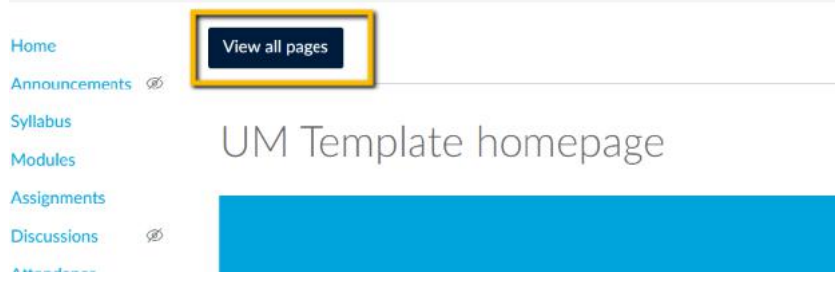 Home
View all pages
Announcements
Syllabus
UM Template homepage
Modules
Assignments
Discussions